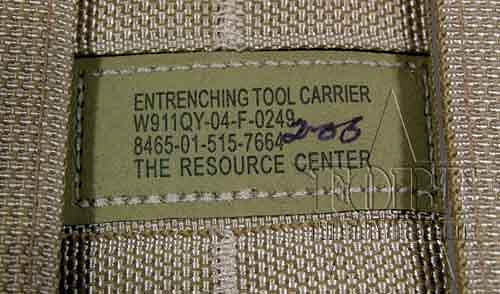 ENTRENCHING TOOL CARRIER
W911QY-04-F-0249
8465-01-515-7664
THE RESOURCE CENTER